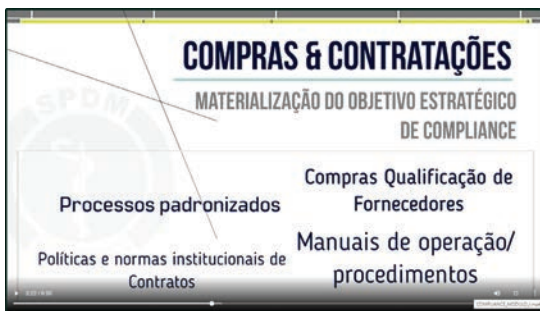 COMPRAS & CONTRATAÇÕES
MATERIALIZAÇÃO DO OBJETIVO ESTRATÉGICO
DE COMPLIANCE
SPDM
Processos padronizados
Compras Qualificação de
Fornecedores
Políticas e normas institucionais de
Contratos
Manuais de operação/
procedimentos